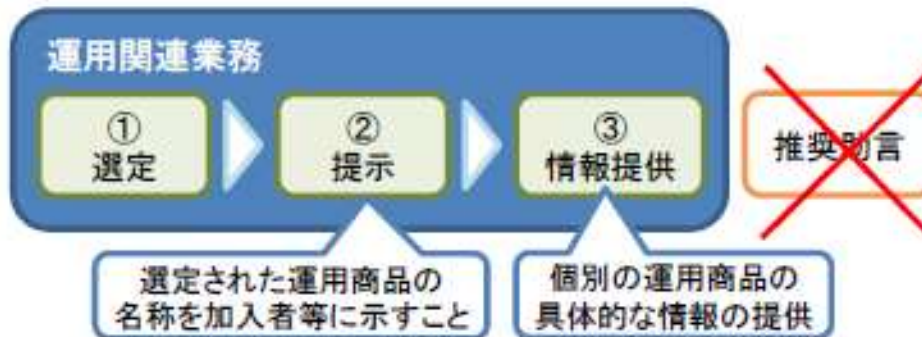 運用関連業務
①
選定
②
提示
③
情報提供
推奨助言
選定された運用商品の
名称を加入者等に示すこと
個別の運用商品の
具体的な情報の提供